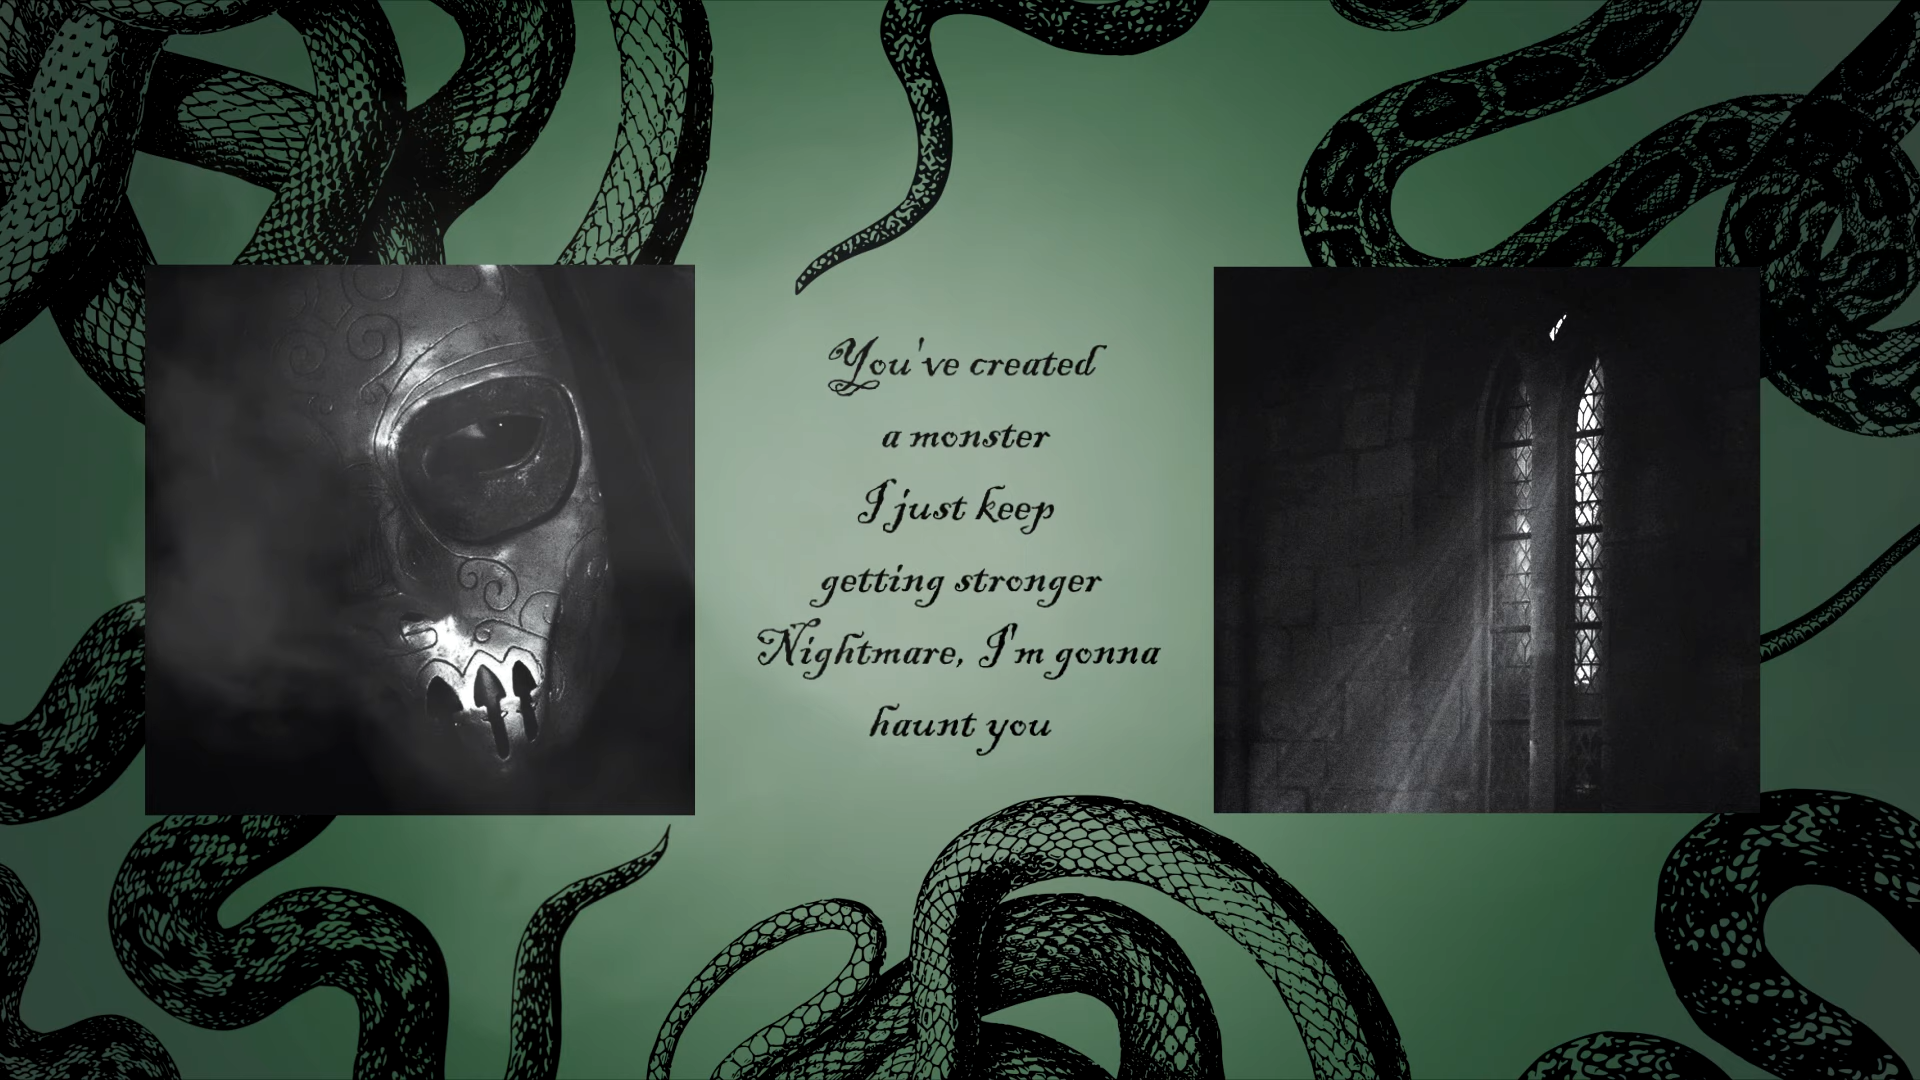 You've created
a monster
I just keep
getting stronger
Nightmare, I'm gonna
haunt you